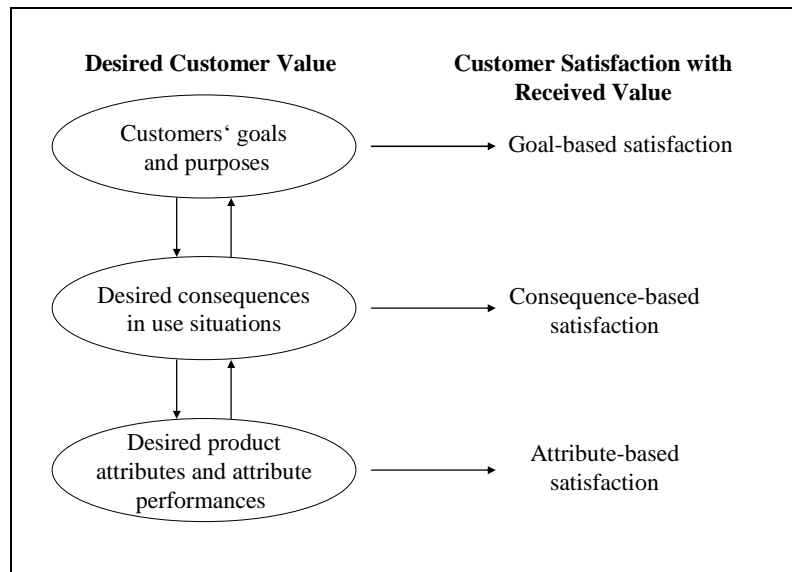 Desired Customer Value
Customer Satisfaction with
Received Value
Customers‘ goals
and purposes
Goal-based satisfaction
Desired consequences
in use situations
Consequence-based
satisfaction
Desired product
attributes and attribute
performances
Attribute-based
satisfaction